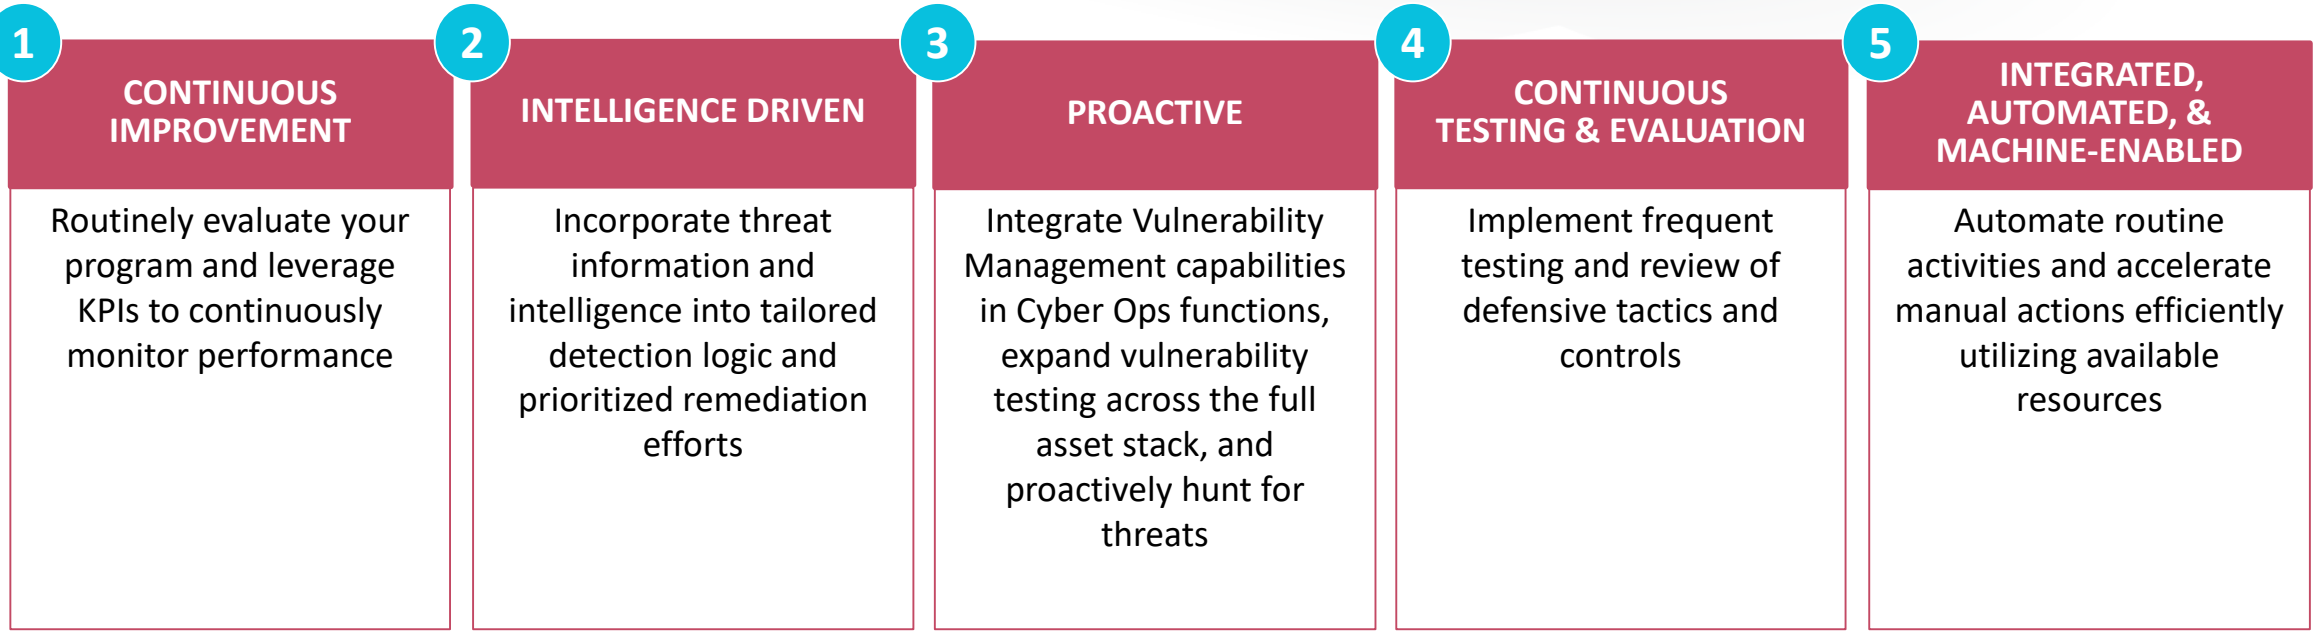 1
CONTINUOUS
IMPROVEMENT
Routinely evaluate your
program and leverage
KPIs to continuously
monitor performance
2
INTELLIGENCE DRIVEN
Incorporate threat
information and
intelligence into tailored
detection logic and
prioritized remediation
efforts
3
PROACTIVE
Integrate Vulnerability
Management capabilities
in Cyber Ops functions,
expand vulnerability
testing across the full
asset stack, and
proactively hunt for
threats
4
CONTINUOUS
TESTING & EVALUATION
Implement frequent
testing and review of
defensive tactics and
controls
5
INTEGRATED,
AUTOMATED, &
MACHINE-ENABLED
Automate routine
activities and accelerate
manual actions efficiently
utilizing available
resources